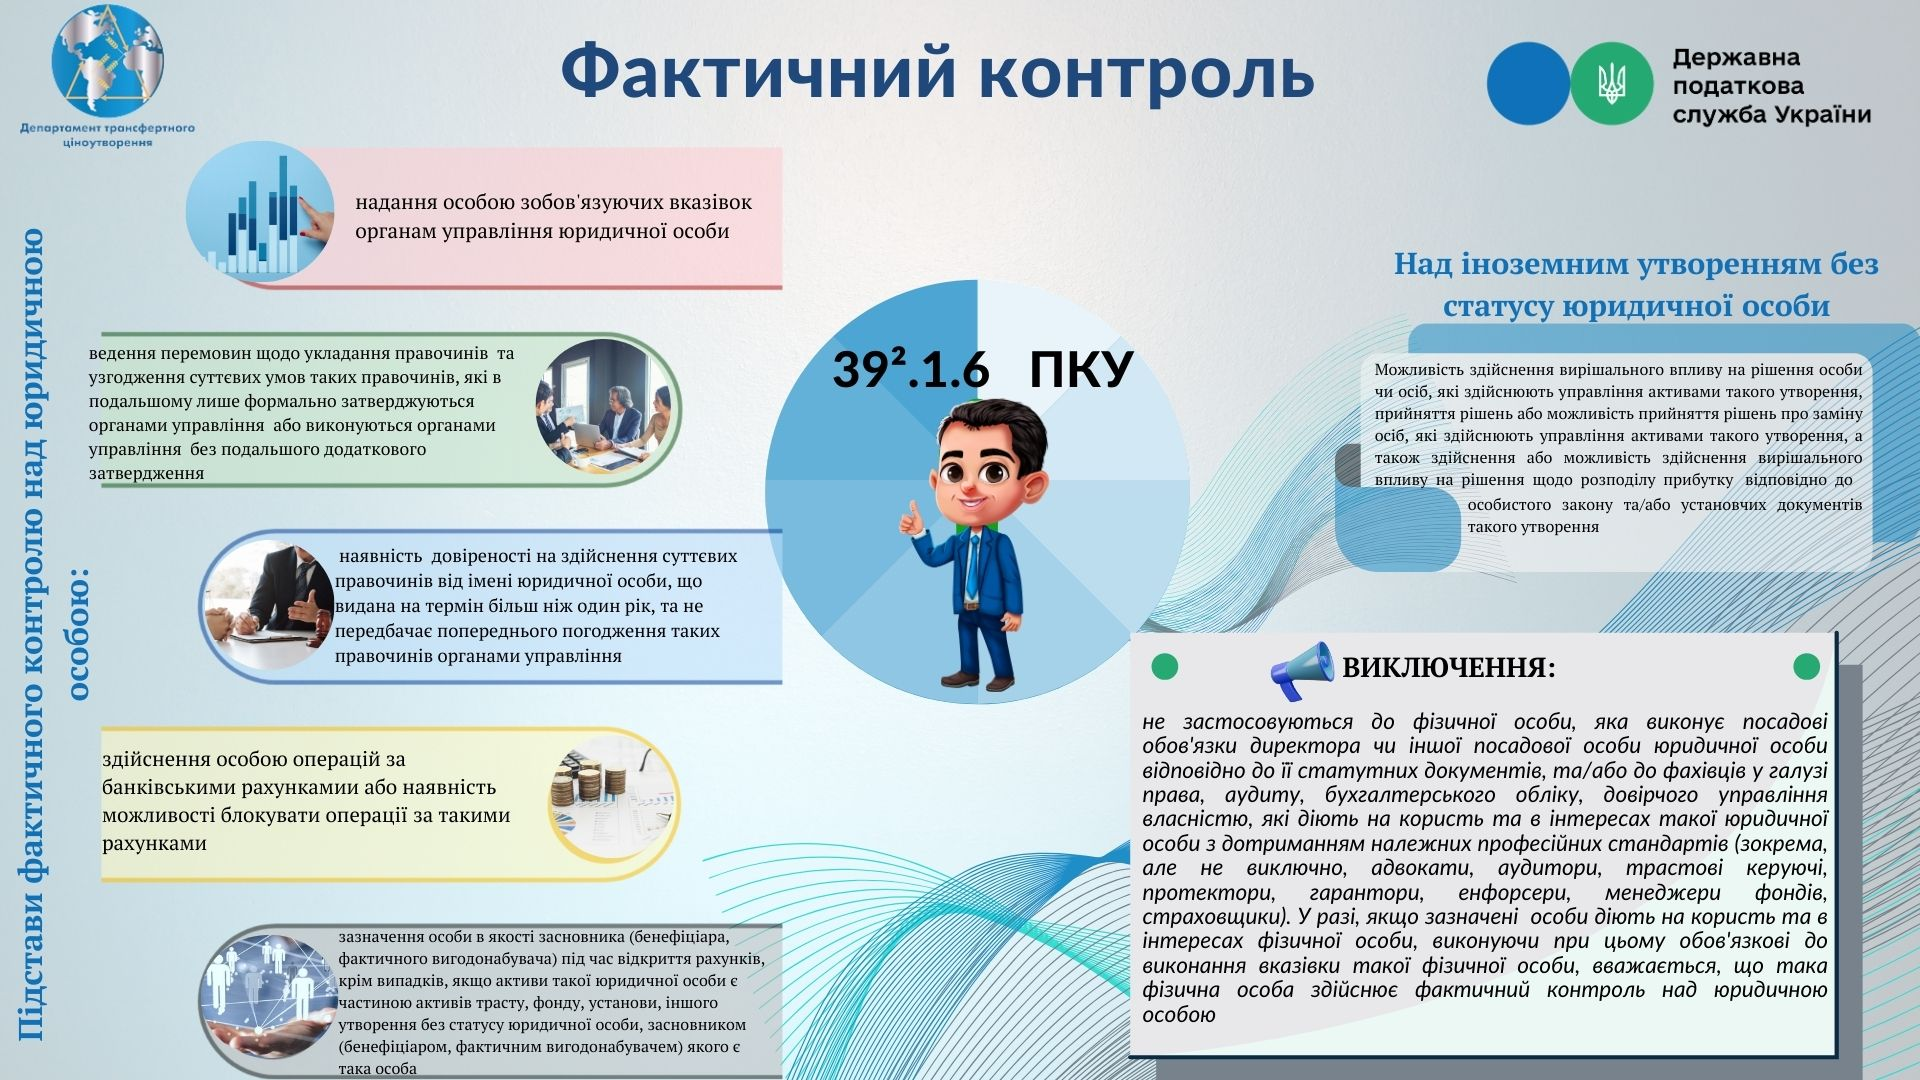 Фактичний контроль
Департамент трансфертного
ціноутворення
Державна
податкова
служба України
Підстави фактичного контролю над юридичною
особою:
надання особою зобов'язуючих вказівок
органам управління юридичної особи
ведення перемовин щодо укладання правочинів та
узгодження суттєвих умов таких правочинів, які в
подальшому лише формально затверджуються
органами управління або виконуються органами
управління без подальшого додаткового
затвердження
наявність довіреності на здійснення суттєвих
правочинів від імені юридичної особи, що
видана на термін більш ніж один рік, та не
передбачає попереднього погодження таких
правочинів органами управління
здійснення особою операцій за
банківськими рахункамии або наявність
можливості блокувати операції за такими
рахунками
зазначення особи в якості засновника (бенефіціара,
фактичного вигодонабувача) під час відкриття рахунків,
крім випадків, якщо активи такої юридичної особи є
частиною активів трасту, фонду, установи, іншого
утворення без статусу юридичної особи, засновником
(бенефіціаром, фактичним вигодонабувачем) якого є
така особа
39².1.6 ПКУ
Над іноземним утворенням без
статусу юридичної особи
Можливість здійснення вирішального впливу на рішення особи
чи осіб, які здійснюють управління активами такого утворення,
прийняття рішень або можливість прийняття рішень про заміну
осіб, які здійснюють управління активами такого утворення, а
також здійснення або можливість здійснення вирішального
впливу на рішення щодо розподілу прибутку відповідно до
особистого закону та/або установчих документів
такого утворення
ВИКЛЮЧЕННЯ:
не застосовуються до фізичної особи, яка виконує посадові
обов'язки директора чи іншої посадової особи юридичної особи
відповідно до її статутних документів, та/або до фахівців у галузі
права, аудиту, бухгалтерського обліку, довірчого управління
власністю, які діють на користь та в інтересах такої юридичної
особи з дотриманням належних професійних стандартів (зокрема,
але не виключно, адвокати, аудитори, трастові керуючі,
протектори, гарантори, енфорсери, менеджери фондів,
страховщики). У разі, якщо зазначені особи діють на користь та в
інтересах фізичної особи, виконуючи при цьому обов'язкові до
виконання вказівки такої фізичної особи, вважається, що така
фізична особа здійснює фактичний контроль над юридичною
особою